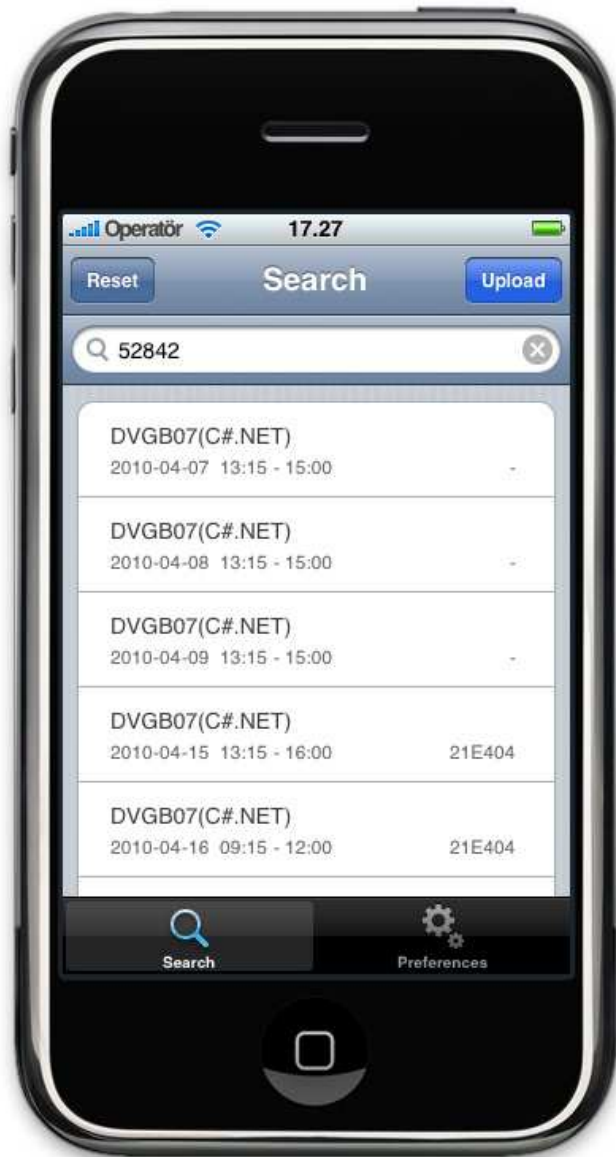 Operatör 17.27
Reset Search Upload
52842
DVGB07(C#.NET)
2010-04-07 13:15 - 15:00 -
DVGB07(C#.NET)
2010-04-08 13:15 - 15:00 -
DVGB07(C#.NET)
2010-04-09 13:15 - 15:00 -
DVGB07(C#.NET)
2010-04-15 13:15 - 16:00 21E404
DVGB07(C#.NET)
2010-04-16 09:15 - 12:00 21E404
Search Preferences